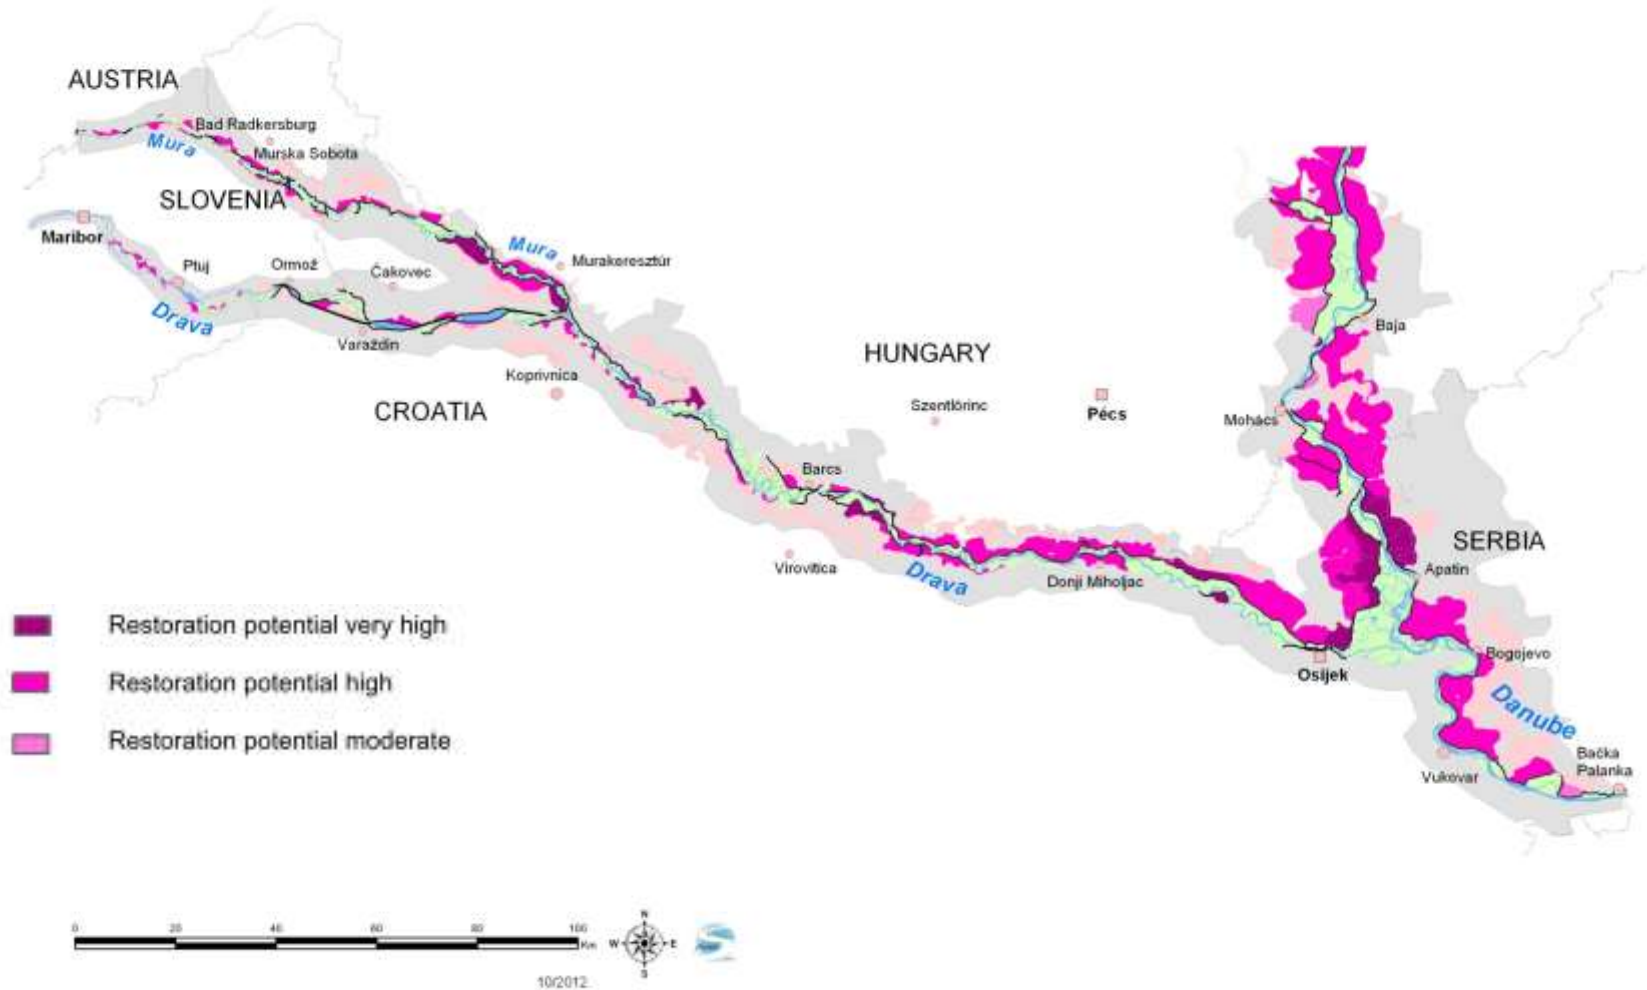 AUSTRIA
Bad Radkersburg
Mura
Murska Sobota
SLOVENIA
Maribor
Mura
Murakeresztúr
Ptuj
Ormož
Čakovec
Drava
Varaždin
Baja
HUNGARY
Koprivnica
CROATIA
Szentlőrinc
Pécs
Mohács
Barcs
SERBIA
Virovitica
Drava
Donji Miholjac
Apatin
Restoration potential very high
Bogojevo
Osijek
Restoration potential high
Danube
Restoration potential moderate
Bačka
Palanka
Vukovar
0 20 40 60 80 100
Km
N
W E
S
10/2012